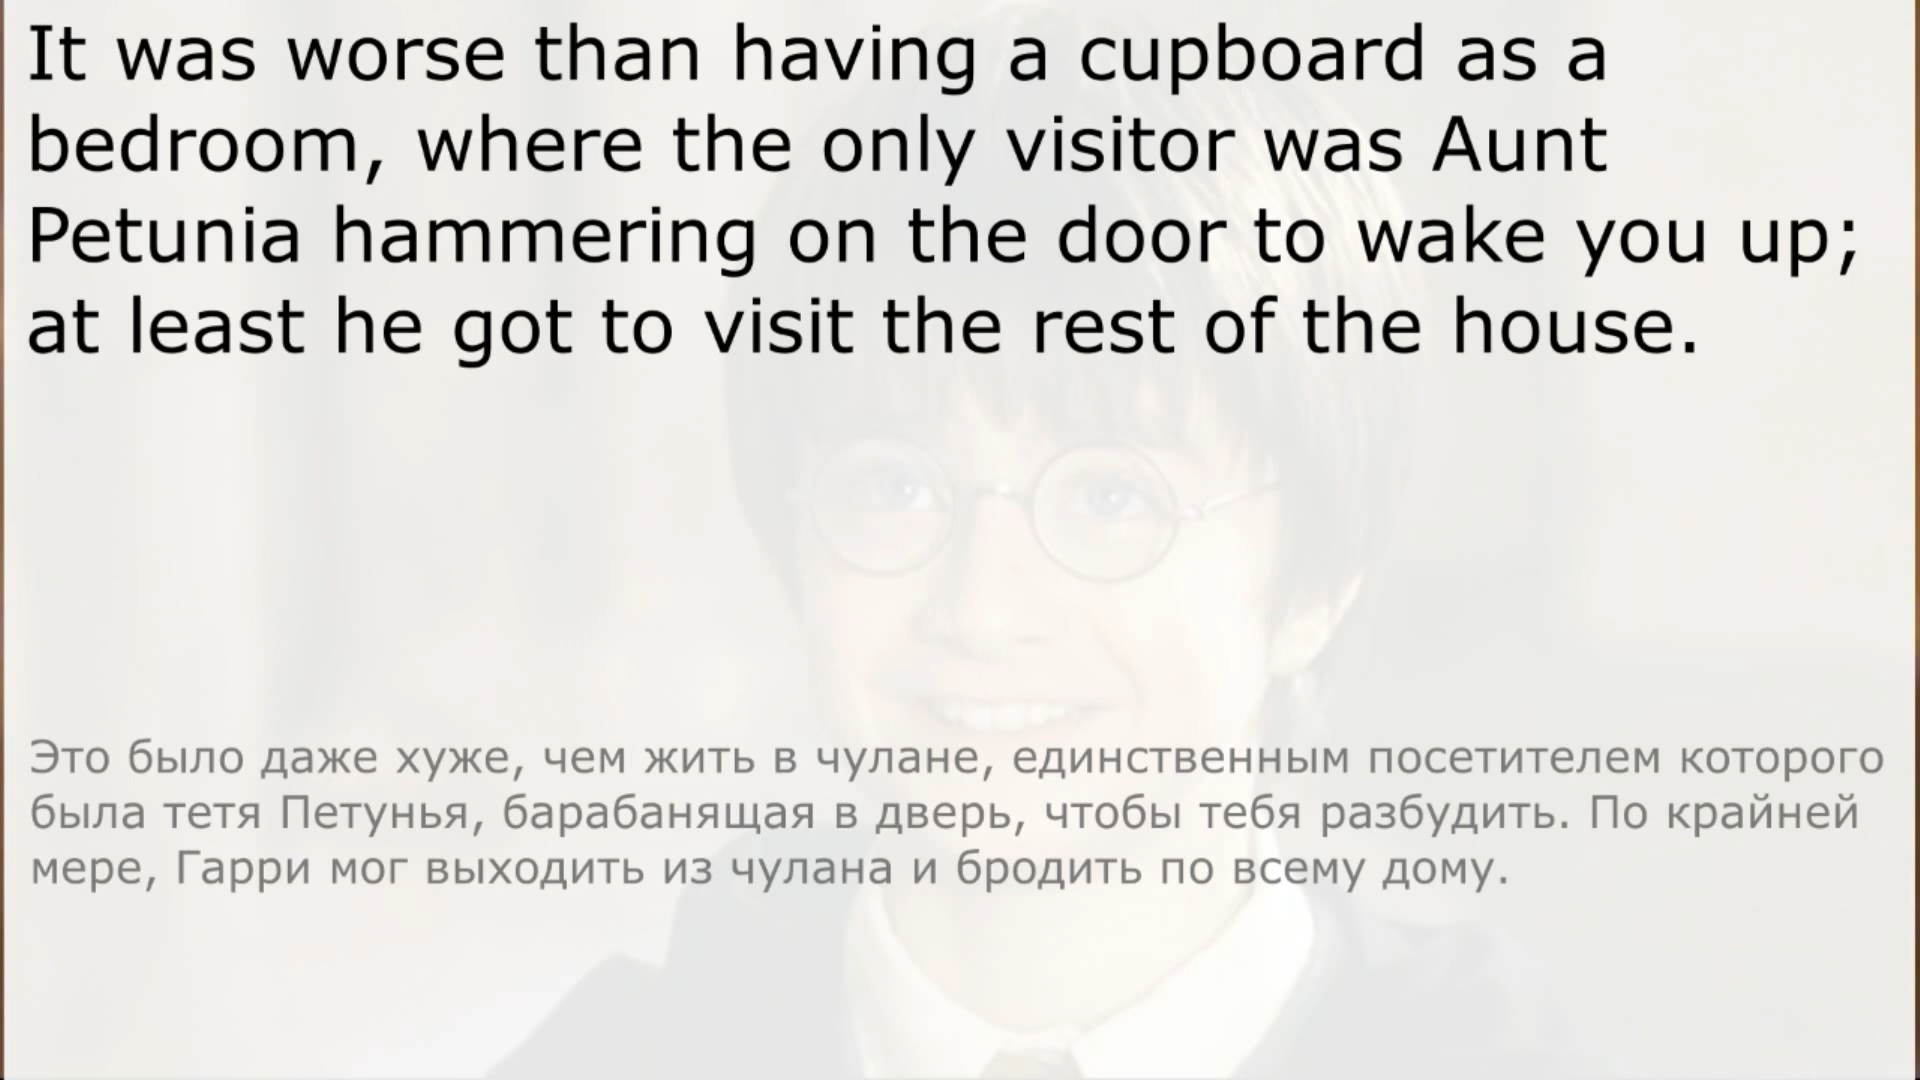 It was worse than having a cupboard as a
bedroom, where the only visitor was Aunt
Petunia hammering on the door to wake you up;
at least he got to visit the rest of the house.
Это было даже хуже, чем жить в чулане, единственным посетителем которого
была тетя Петунья, барабанящая в дверь, чтобы тебя разбудить. По крайней
мере, Гарри мог выходить из чулана и бродить по всему дому.